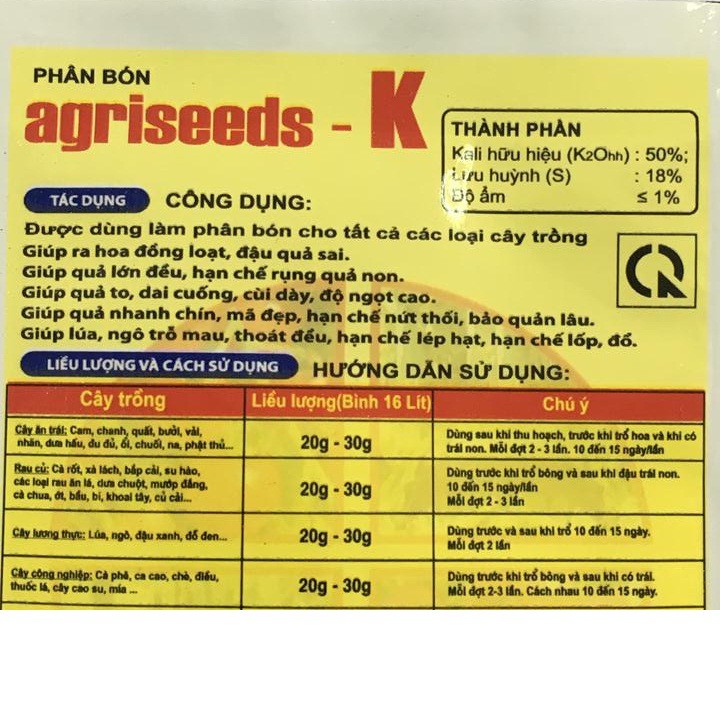 PHÂN BÓN
agriseeds - K
THÀNH PHẦN
Kali hữu hiệu (K2Ohh) : 50%;
Lưu huỳnh (S) : 18%
Độ ẩm ≤ 1%
TÁC DỤNG CÔNG DỤNG:
Được dùng làm phân bón cho tất cả các loại cây trồng
Giúp ra hoa đồng loạt, đậu quả sai.
Giúp quả lớn đều, hạn chế rụng quả non.
Giúp quả to, dai cuống, cùi dày, độ ngọt cao.
Giúp quả nhanh chín, mã đẹp, hạn chế nứt thối, bảo quản lâu.
Giúp lúa, ngô trỗ mau, thoát đều, hạn chế lép hạt, hạn chế lốp, đổ.
LIỀU LƯỢNG VÀ CÁCH SỬ DỤNG HƯỚNG DẪN SỬ DỤNG:
Cây trồng Liều lượng(Bình 16 Lít) Chú ý
Cây ăn trái: Cam, chanh, quất, bưởi, vải,
nhãn, dưa hấu, đu đủ, ổi, chuối, na, phật thủ...
20g - 30g
Dùng sau khi thu hoạch, trước khi trổ hoa và khi có
trái non. Mỗi đợt 2 - 3 lần. 10 đến 15 ngày/lần
Rau củ: Cà rốt, xà lách, bắp cải, su hào,
các loại rau ăn lá, dưa chuột, mướp đắng,
cà chua, ớt, bầu, bí, khoai tây, củ cải...
20g - 30g
Dùng trước khi trổ bông và sau khi đậu trái non.
10 đến 15 ngày/lần
Mỗi đợt 2 - 3 lần
Cây lương thực: Lúa, ngô, đậu xanh, đỗ đen...
20g - 30g
Dùng trước và sau khi trổ 10 đến 15 ngày.
Mỗi đợt 2 lần
Cây công nghiệp: Cà phê, ca cao, chè, điều,
thuốc lá, cây cao su, mía ...
20g - 30g
Dùng trước khi trổ bông và sau khi có trái.
Mỗi đợt 2-3 lần. Cách nhau 10 đến 15 ngày.